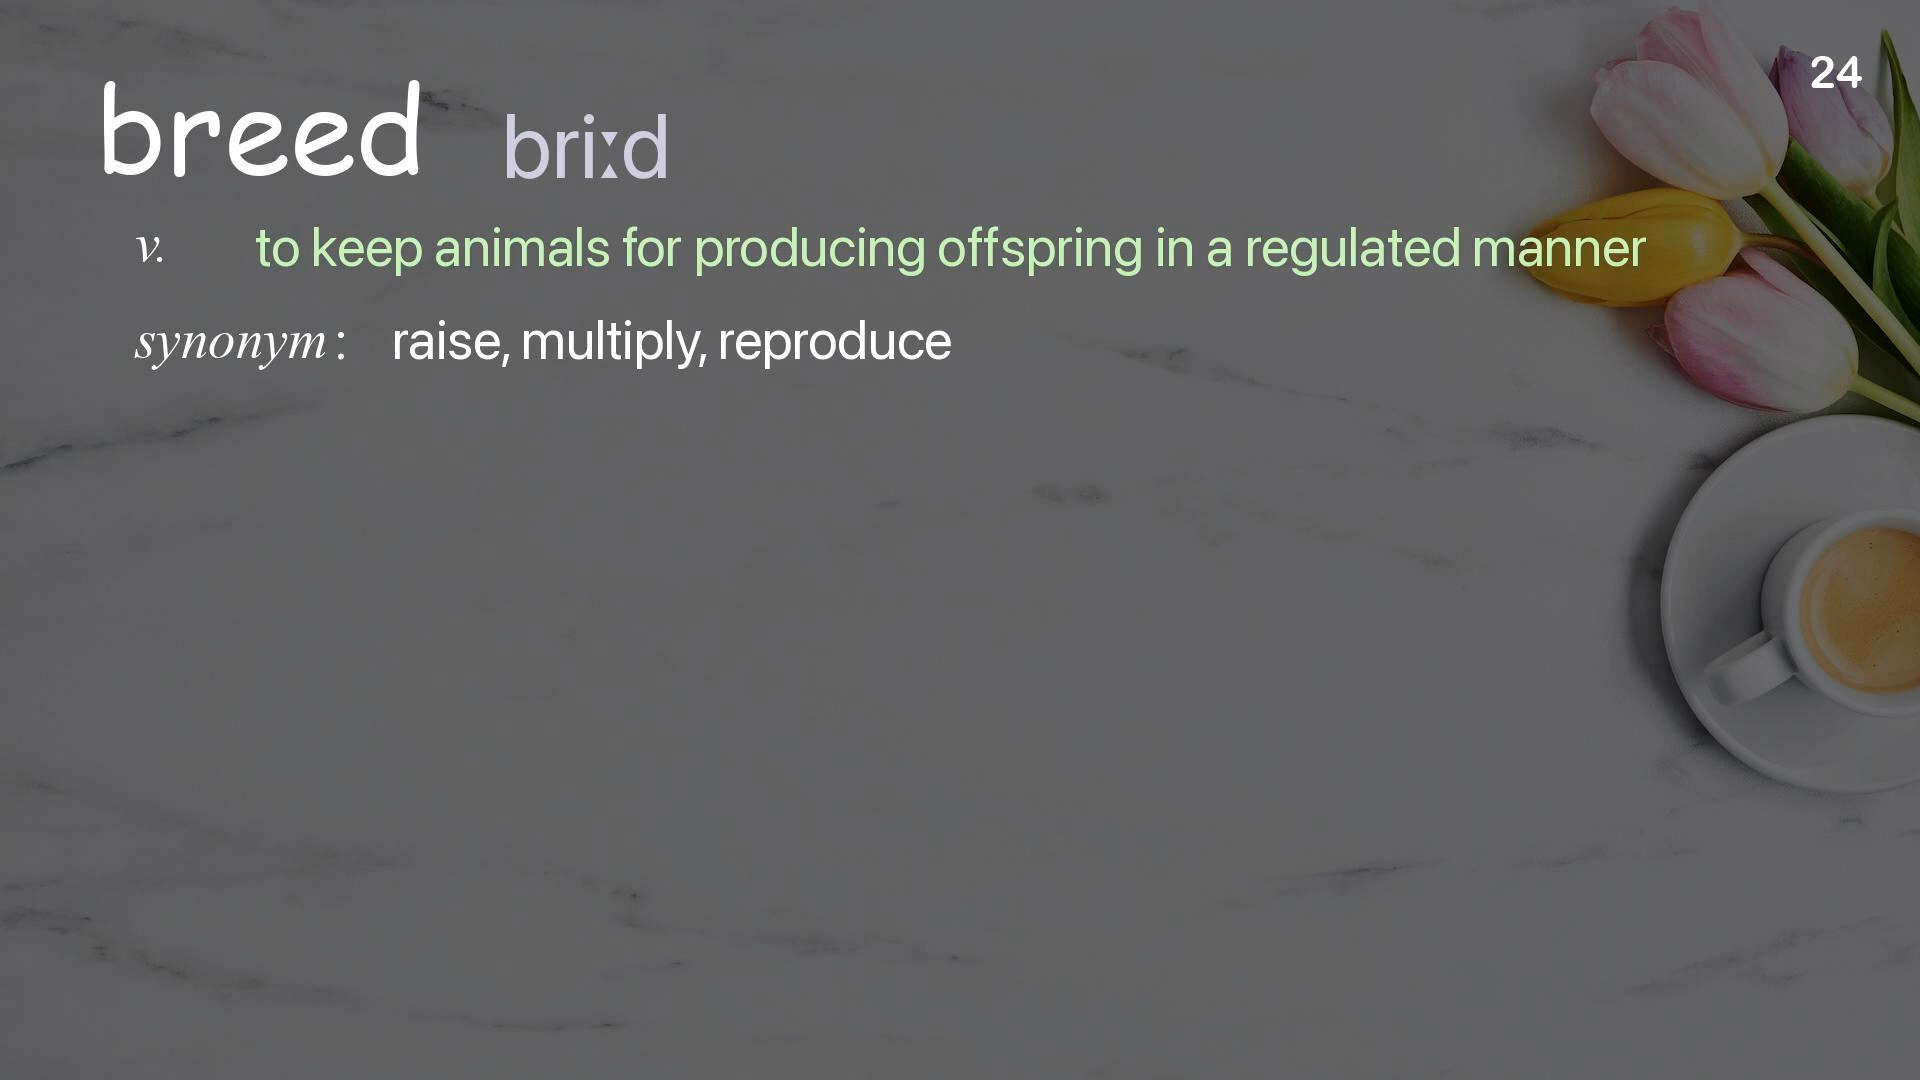 24
breed briːd
v. to keep animals for producing offspring in a regulated manner
synonym : raise, multiply, reproduce